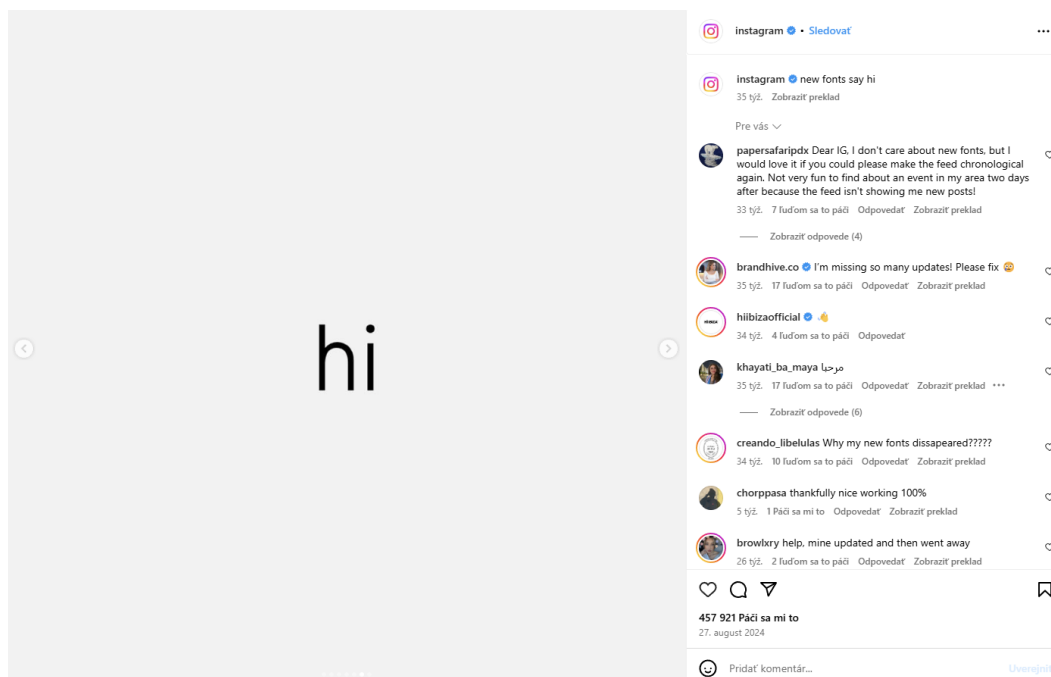 hi
instagram • Sledovať
instagram new fonts say hi
35 týž. Zobraziť preklad
Pre vás
papersafaripdx Dear IG, I don't care about new fonts, but I
would love it if you could please make the feed chronological
again. Not very fun to find about an event in my area two days
after because the feed isn't showing me new posts!
33 týž. 7 ľuďom sa to páči Odpovedať Zobraziť preklad
Zobraziť odpovede (4)
brandhive.co I'm missing so many updates! Please fix 😩
35 týž. 17 ľuďom sa to páči Odpovedať Zobraziť preklad
hiibizaofficial 👋
34 týž. 4 ľuďom sa to páči Odpovedať
khayati_ba_maya مرحبا
35 týž. 17 ľuďom sa to páči Odpovedať Zobraziť preklad •••
Zobraziť odpovede (6)
creando_libelulas Why my new fonts dissapeared?????
34 týž. 10 ľuďom sa to páči Odpovedať Zobraziť preklad
chorppasa thankfully nice working 100%
5 týž. 1 Páči sa mi to Odpovedať Zobraziť preklad
browlxry help, mine updated and then went away
26 týž. 2 ľuďom sa to páči Odpovedať Zobraziť preklad
457 921 Páči sa mi to
27. august 2024
Pridať komentár...
Uverejniť